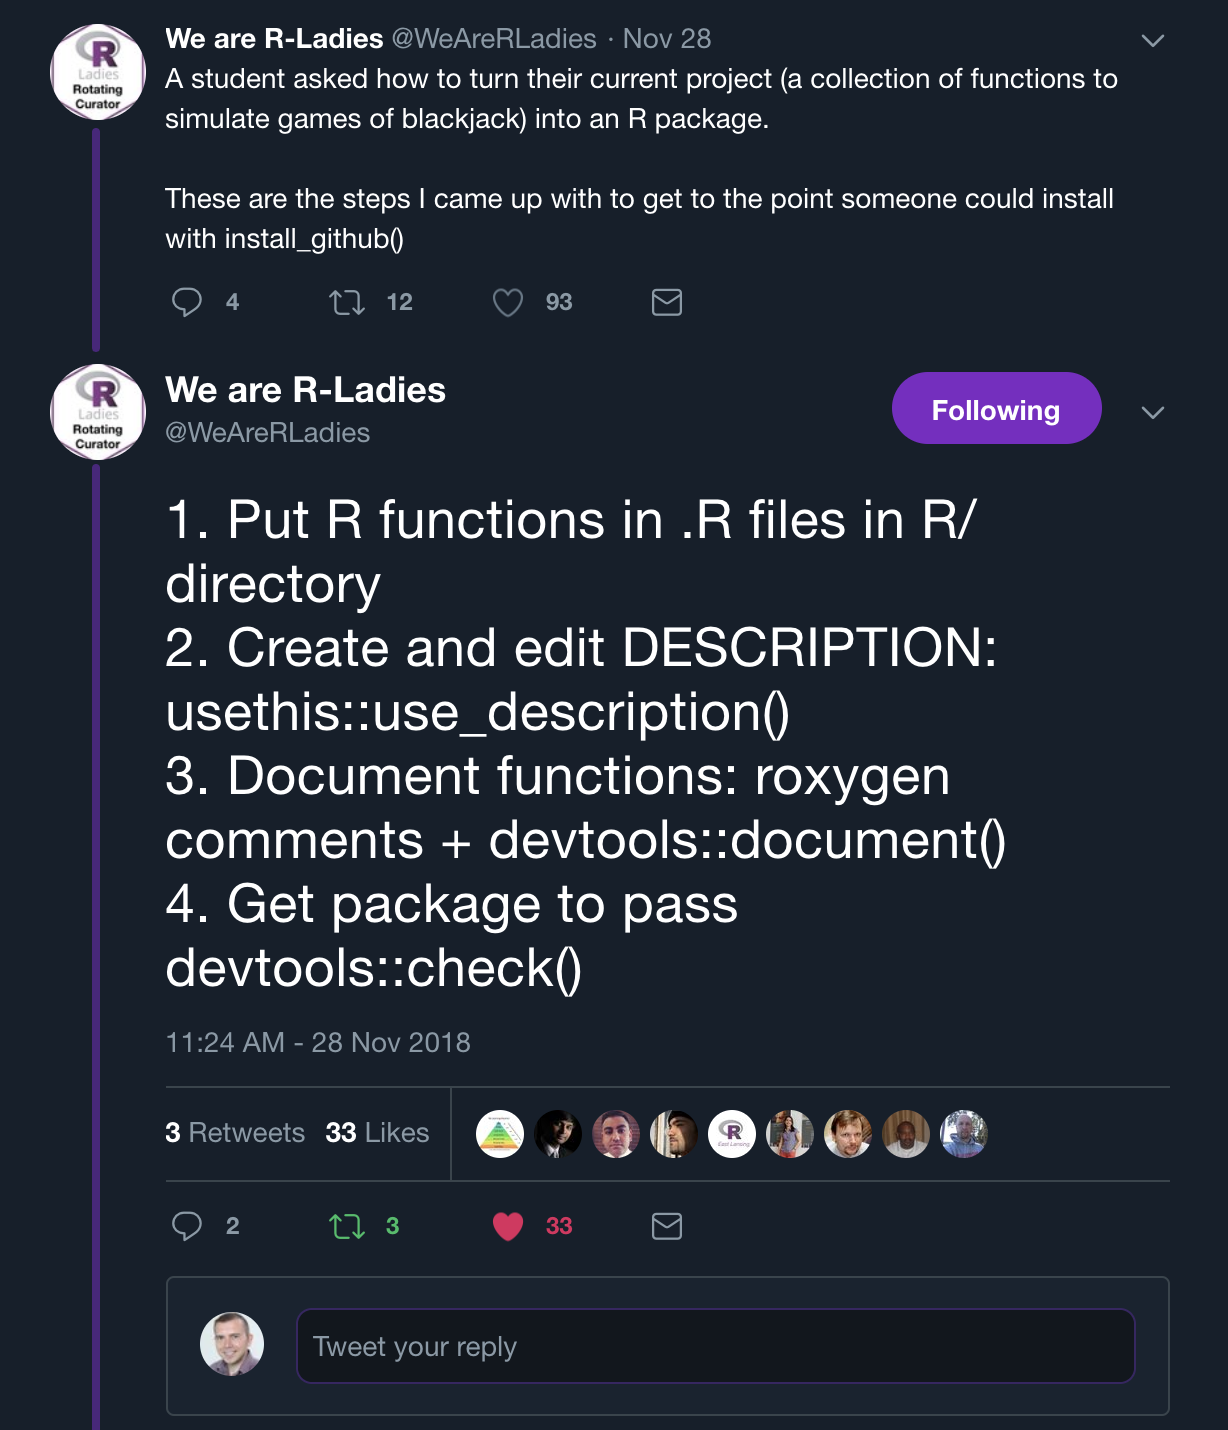 R
Ladies
Rotating
Curator
We are R-Ladies @WeAreRLadies · Nov 28
A student asked how to turn their current project (a collection of functions to
simulate games of blackjack) into an R package.
These are the steps I came up with to get to the point someone could install
with install_github()
4 12 93
R
Ladies
Rotating
Curator
We are R-Ladies
@WeAreRLadies
Following
1. Put R functions in .R files in R/
directory
2. Create and edit DESCRIPTION:
usethis::use_description()
3. Document functions: roxygen
comments + devtools::document()
4. Get package to pass
devtools::check()
11:24 AM - 28 Nov 2018
3 Retweets 33 Likes
R
East Lansing
2 3 33
Tweet your reply